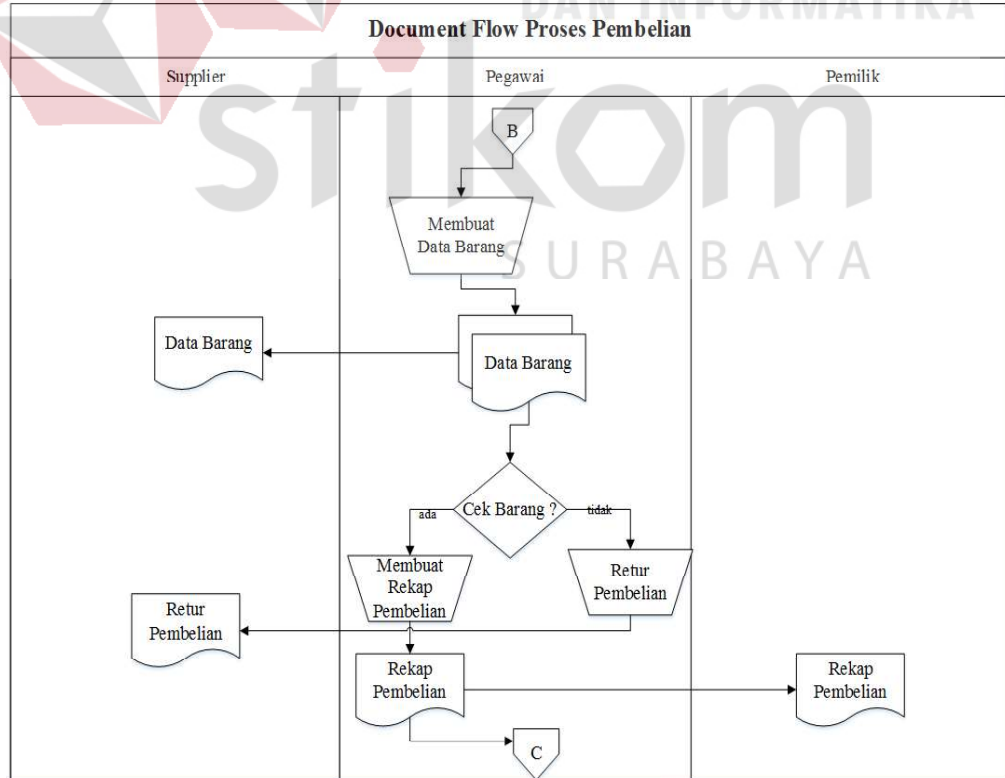 DAN INFORMATIKA
Document Flow Proses Pembelian
Supplier
Pegawai
Pemilik
stikom
SURABAYA
B
Membuat
Data Barang
Data Barang
Data Barang
Cek Barang ?
ada
tidak
Membuat
Rekap
Pembelian
Retur
Pembelian
Retur
Pembelian
Rekap
Pembelian
Rekap
Pembelian
C